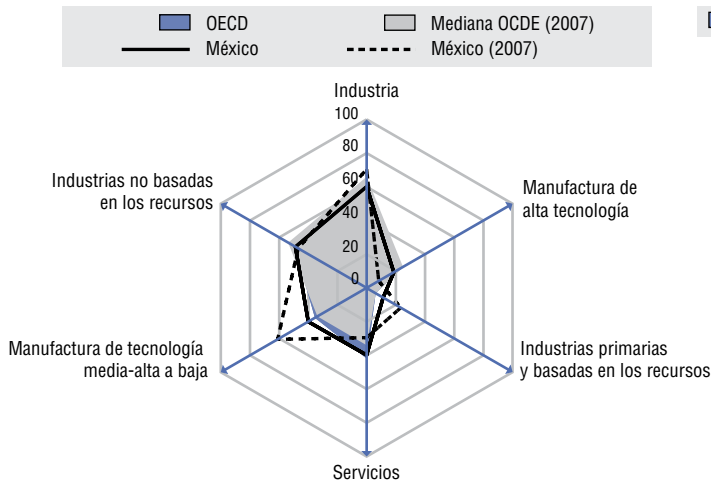 OECD
Mediana OCDE (2007)
México
México (2007)
Industria
100
80
60
40
20
0
Industrias no basadas
en los recursos
Manufactura de
alta tecnología
Manufactura de tecnología
media-alta a baja
Industrias primarias
y basadas en los recursos
Servicios